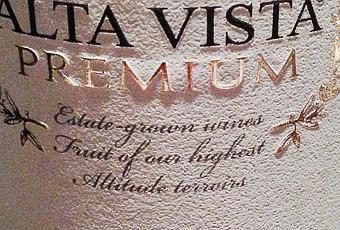 ALTA VISTA
PREMIUM
Estate-grown wines
Fruit of our highest
Altitude terroirs